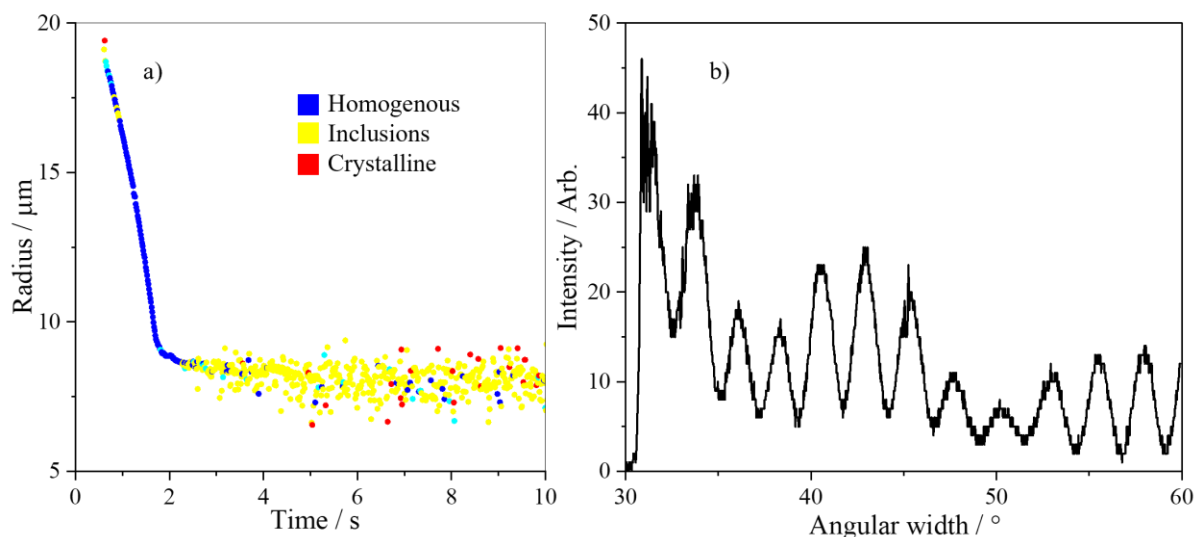 20
15
10
5
Radius / µm
a)
Homogenous
Inclusions
Crystalline
0 2 4 6 8 10
Time / s
50
40
30
20
10
0
Intensity / Arb.
b)
30 40 50 60
Angular width / °